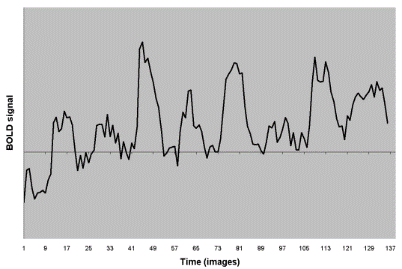 BOLD signal
1 9 17 25 33 41 49 57 65 73 81 89 97 105 113 121 129 137
Time (images)